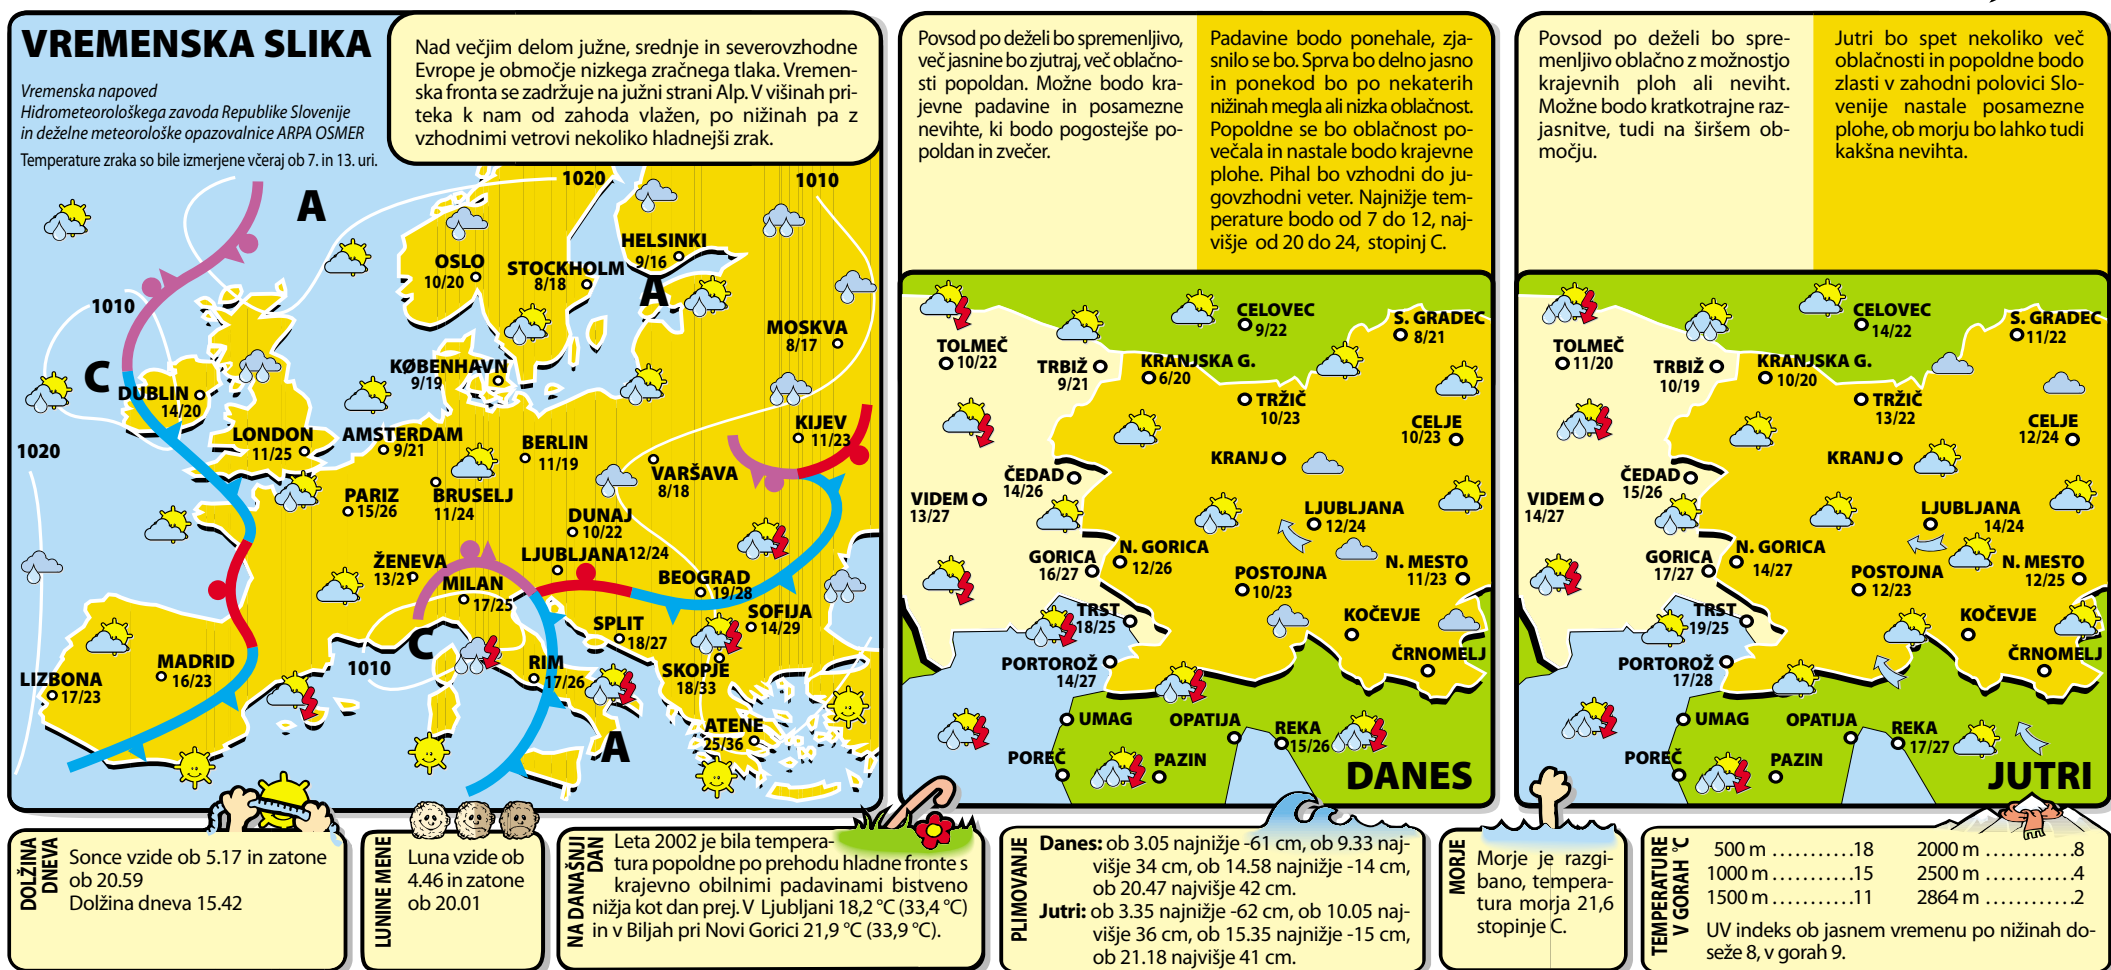 VREMENSKA SLIKA
Vremenska napoved
Hidrometeorološkega zavoda Republike Slovenije
in deželne meteorološke opazovalnice ARPA OSMER
Temperature zraka so bile izmerjene včeraj ob 7. in 13. uri.
Nad večjim delom južne, srednje in severovzhodne
Evrope je območje nizkega zračnega tlaka. Vremen-
ska fronta se zadržuje na južni strani Alp. V višinah pri-
teka k nam od zahoda vlažen, po nižinah pa z
vzhodnimi vetrovi nekoliko hladnejši zrak.
1020
1010
A
HELSINKI
9/16
OSLO
10/20
STOCKHOLM
8/18
A
1010
MOSKVA
8/17
C
KØBENHAVN
9/19
DUBLIN
14/20
1020
LONDON
11/25
AMSTERDAM
9/21
BERLIN
11/19
KIJEV
11/23
VARŠAVA
8/18
PARIZ
15/26
BRUSELJ
11/24
DUNAJ
10/22
ŽENEVA
13/21
LJUBLJANA 12/24
MILAN
17/25
BEOGRAD
19/28
SOFIJA
14/29
SPLIT
18/27
C
1010
RIM
17/26
SKOPJE
18/33
MADRID
16/23
LIZBONA
17/23
ATENE
25/36
A
Povsod po deželi bo spremenljivo,
več jasnine bo zjutraj, več oblačno-
sti popoldan. Možne bodo kra-
jevne padavine in posamezne
nevihte, ki bodo pogostejše po-
poldan in zvečer.
Padavine bodo ponehale, zja-
snilo se bo. Sprva bo delno jasno
in ponekod bo po nekaterih
nižinah megla ali nizka oblačnost.
Popoldne se bo oblačnost po-
večala in nastale bodo krajevne
plohe. Pihal bo vzhodni do ju-
govzhodni veter. Najnižje tem-
perature bodo od 7 do 12, naj-
višje od 20 do 24, stopinj C.
CELOVEC
9/22
S. GRADEC
8/21
TOLMEČ
10/22
TRBIŽ
9/21
KRANJSKA G.
6/20
TRŽIČ
10/23
CELJE
10/23
KRANJ
ČEDAD
14/26
VIDEM
13/27
LJUBLJANA
12/24
GORICA
16/27
N. GORICA
12/26
POSTOJNA
10/23
N. MESTO
11/23
TRST
18/25
KOČEVJE
PORTOROŽ
14/27
ČRNOMELJ
UMAG
OPATIJA
REKA
15/26
POREČ
PAZIN
DANES
Povsod po deželi bo spre-
menljivo oblačno z možnostjo
krajevnih ploh ali neviht.
Možne bodo kratkotrajne raz-
jasnitve, tudi na širšem ob-
močju.
Jutri bo spet nekoliko več
oblačnosti in popoldne bodo
zlasti v zahodni polovici Slo-
venije nastale posamezne
plohe, ob morju bo lahko tudi
kakšna nevihta.
CELOVEC
14/22
S. GRADEC
11/22
TOLMEČ
11/20
TRBIŽ
10/19
KRANJSKA G.
10/20
TRŽIČ
13/22
CELJE
12/24
KRANJ
ČEDAD
15/26
VIDEM
14/27
LJUBLJANA
14/24
GORICA
17/27
N. GORICA
14/27
POSTOJNA
12/23
N. MESTO
12/25
TRST
19/25
KOČEVJE
PORTOROŽ
17/28
ČRNOMELJ
UMAG
OPATIJA
REKA
17/27
POREČ
PAZIN
JUTRI
DOLŽINA
DNEVA
Sonce vzide ob 5.17 in zatone
ob 20.59
Dolžina dneva 15.42
LUNINE MENE
Luna vzide ob
4.46 in zatone
ob 20.01
NA DANAŠNJI
DAN
Leta 2002 je bila tempera-
tura popoldne po prehodu hladne fronte s
krajevno obilnimi padavinami bistveno
nižja kot dan prej. V Ljubljani 18,2 °C (33,4 °C)
in v Biljah pri Novi Gorici 21,9 °C (33,9 °C).
PLIMOVANJE
Danes: ob 3.05 najnižje -61 cm, ob 9.33 naj-
višje 34 cm, ob 14.58 najnižje -14 cm,
ob 20.47 najvišje 42 cm.
Jutri: ob 3.35 najnižje -62 cm, ob 10.05 naj-
višje 36 cm, ob 15.35 najnižje -15 cm,
ob 21.18 najvišje 41 cm.
MORJE
Morje je razgi-
bano, tempera-
tura morja 21,6
stopinje C.
TEMPERATURE
V GORAH °C
500 m ...........18
1000 m ...........15
1500 m ...........11
2000 m ............8
2500 m ............4
2864 m ............2
UV indeks ob jasnem vremenu po nižinah do-
seže 8, v gorah 9.